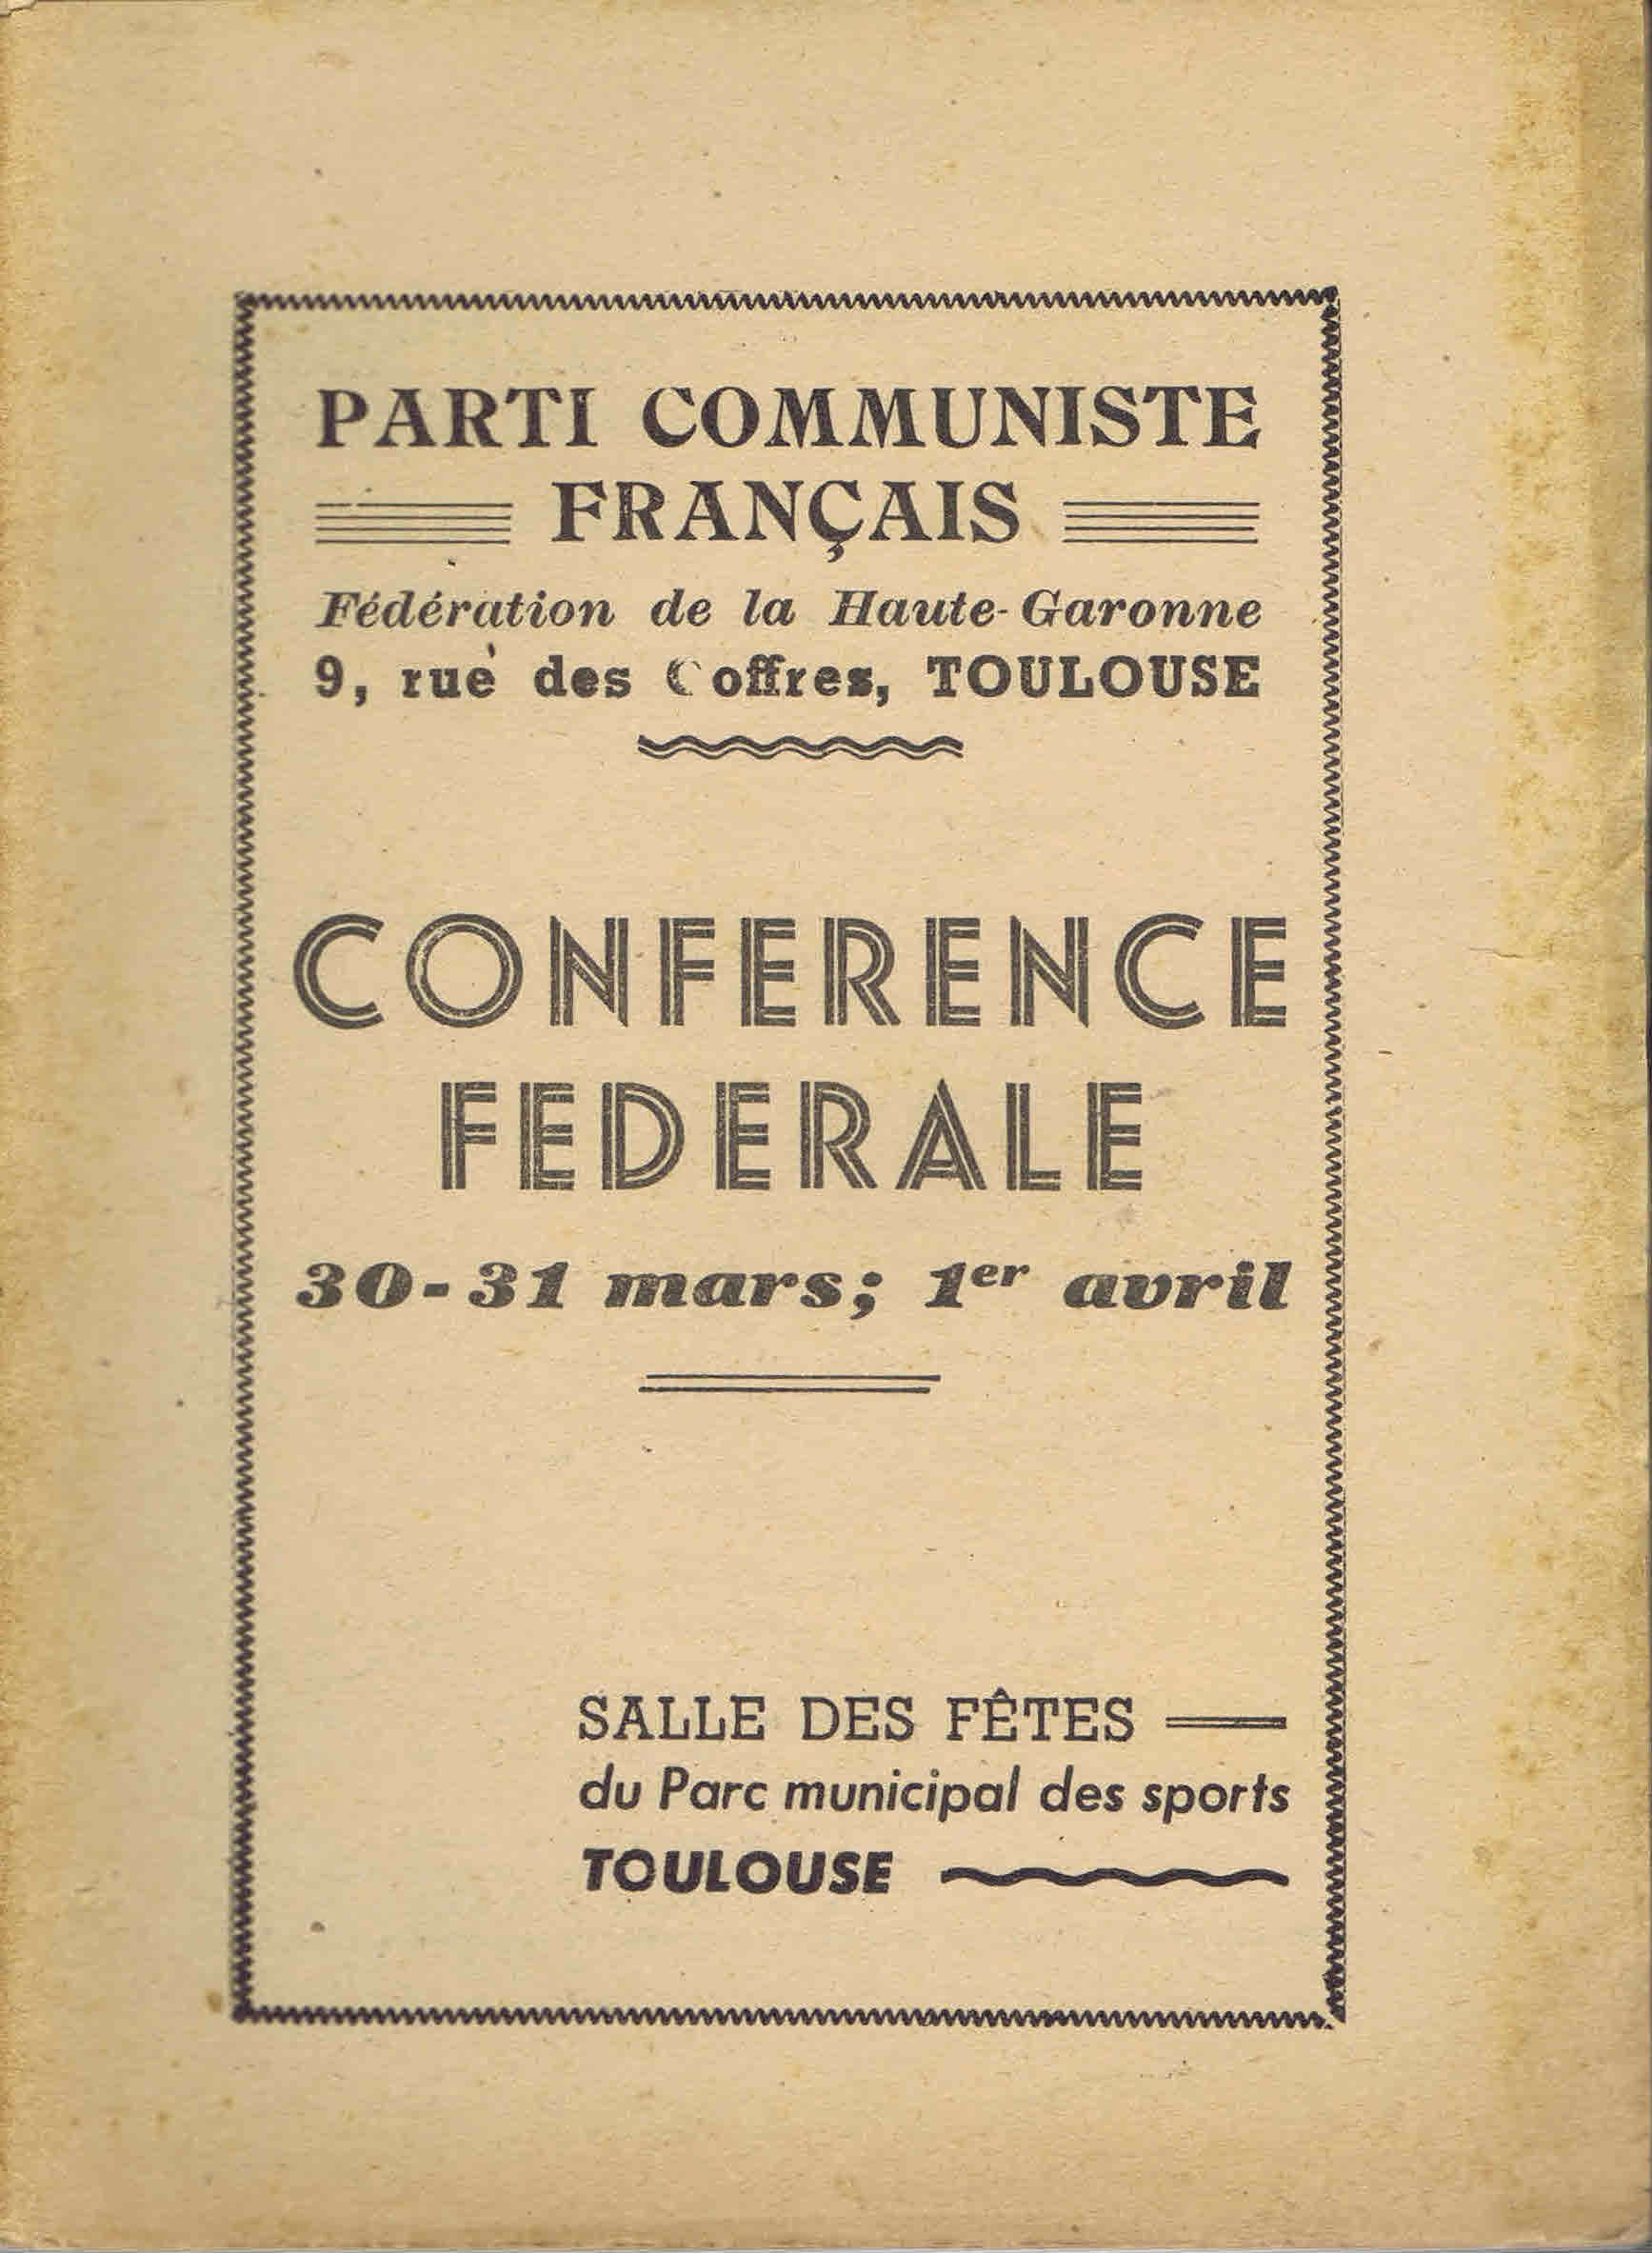 PARTI COMMUNISTE
FRANÇAIS
Fédération de la Haute-Garonne
9, rue des Coffres, TOULOUSE
CONFERENCE
FEDERALE
30-31 mars; 1er avril
SALLE DES FÊTES
du Parc municipal des sports
TOULOUSE